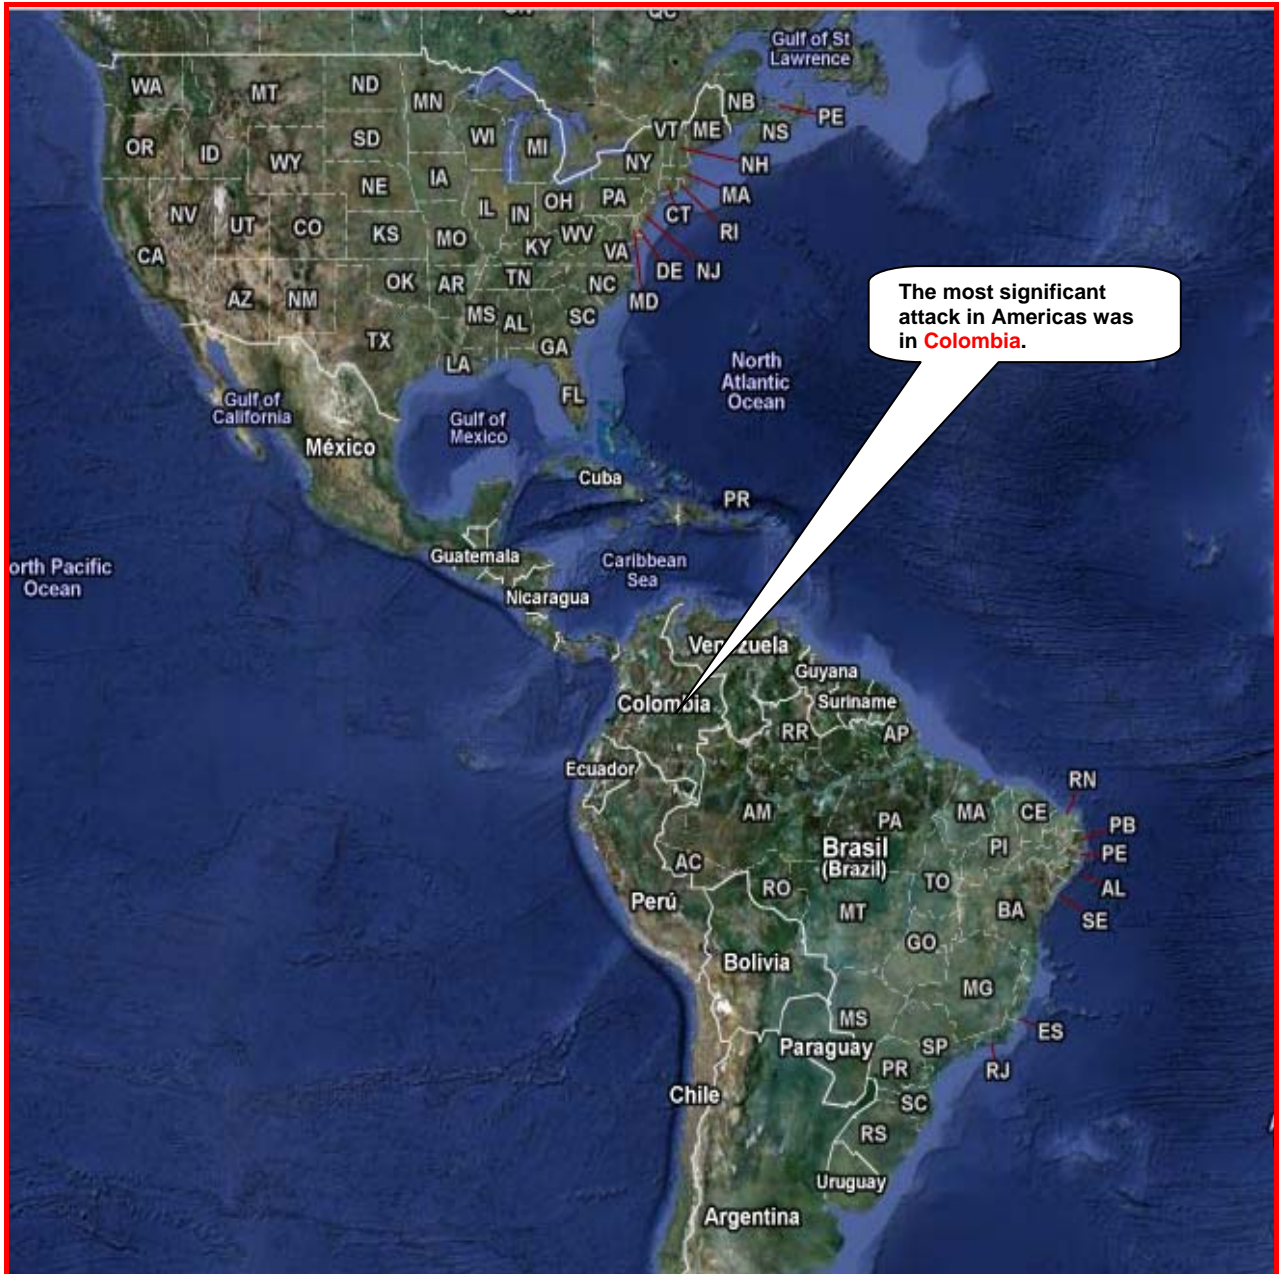 QC
Gulf of St
Lawrence
WA
MT
ND
MN
NB
PE
OR
ID
WY
SD
WI
MI
VT
ME
NS
NY
NH
NE
IA
MA
NV
UT
CO
KS
MO
IL
IN
OH
PA
CT
RI
CA
KY
WV
VA
DE
NJ
AZ
NM
OK
AR
TN
NC
MD
TX
MS
AL
SC
GA
LA
FL
The most significant
attack in Americas was
in Colombia.
North
Atlantic
Ocean
Gulf of
California
Gulf of
Mexico
México
Cuba
PR
Guatemala
Caribbean
Sea
orth Pacific
Ocean
Nicaragua
Venezuela
Guyana
Colombia
Suriname
RR
AP
Ecuador
RN
AM
PA
MA
CE
PB
Brasil
(Brazil)
PI
PE
AC
RO
TO
AL
Perú
MT
BA
SE
GO
Bolivia
MG
MS
ES
Paraguay
SP
PR
RJ
Chile
SC
RS
Uruguay
Argentina